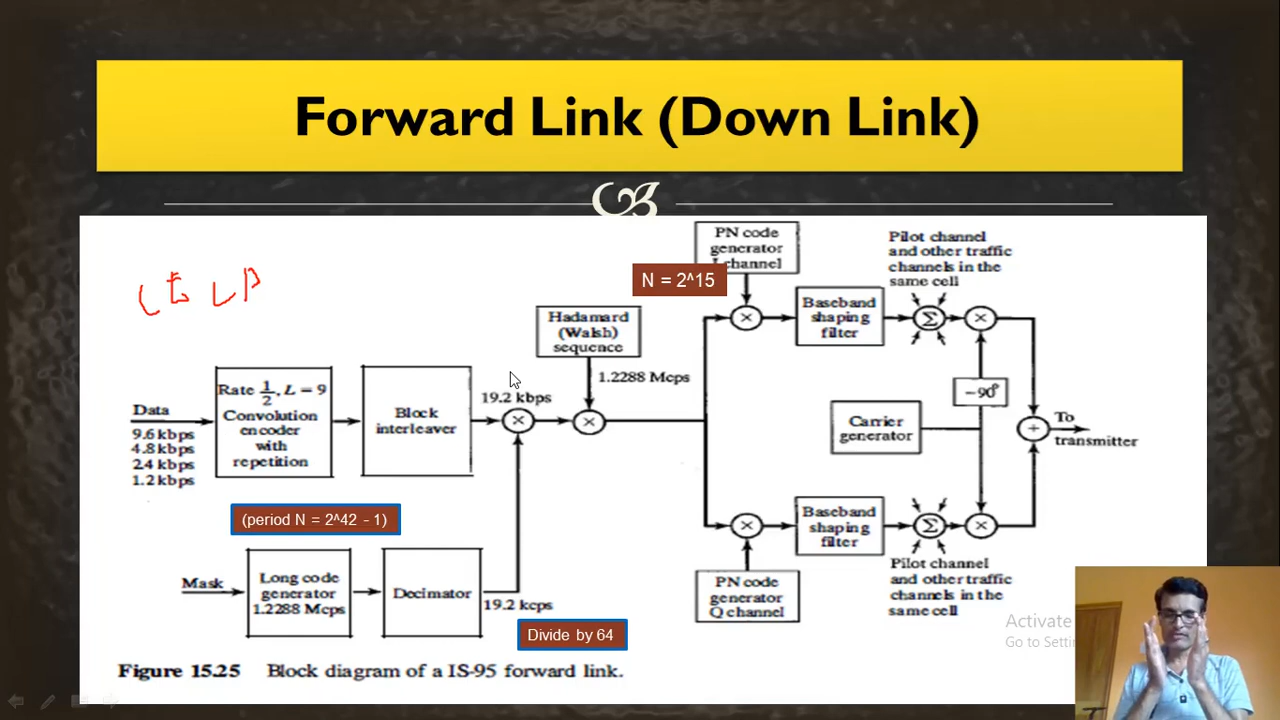 Forward Link (Down Link)
PN code
generator
I channel
N = 2^15
Pilot channel
and other traffic
channels in the
same cell
Hadamard
(Walsh)
sequence
1.2288 Mcps
Baseband
shaping
filter
Data
9.6 kbps
4.8 kbps
2.4 kbps
1.2 kbps
Rate 1/2, L = 9
Convolution
encoder
with
repetition
Block
interleaver
19.2 kbps
Carrier
generator
-90°
To
transmitter
(period N = 2^42 - 1)
Mask
Long code
generator
1.2288 Mcps
Decimator
19.2 kcps
Divide by 64
Baseband
shaping
filter
PN code
generator
Q channel
Pilot channel
and other traffic
channels in the
same cell
Activate
Go to Setti
Figure 15.25 Block diagram of a IS-95 forward link.